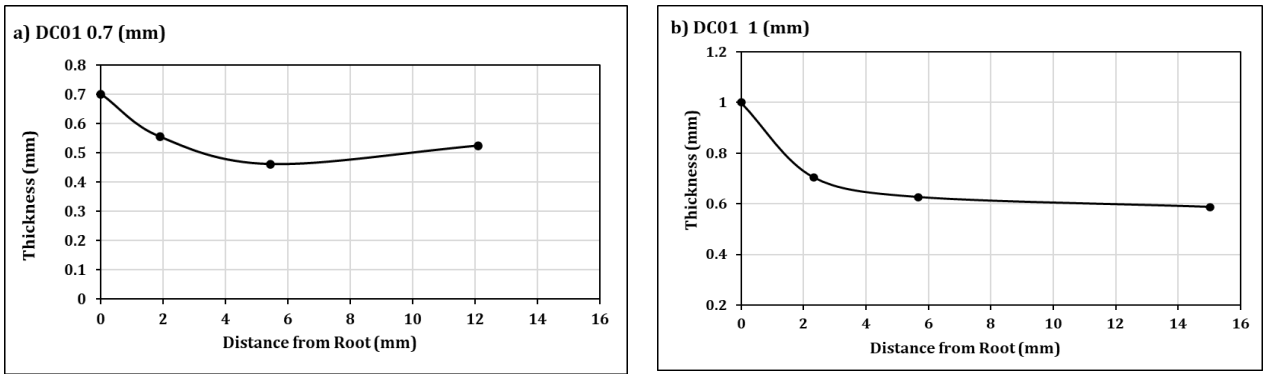 a) DC01 0.7 (mm)
0.8
0.7
0.6
0.5
0.4
0.3
0.2
0.1
0
Thickness (mm)
0 2 4 6 8 10 12 14 16
Distance from Root (mm)
b) DC01 1 (mm)
1.2
1
0.8
0.6
0.4
0.2
Thickness (mm)
0 2 4 6 8 10 12 14 16
Distance from Root (mm)